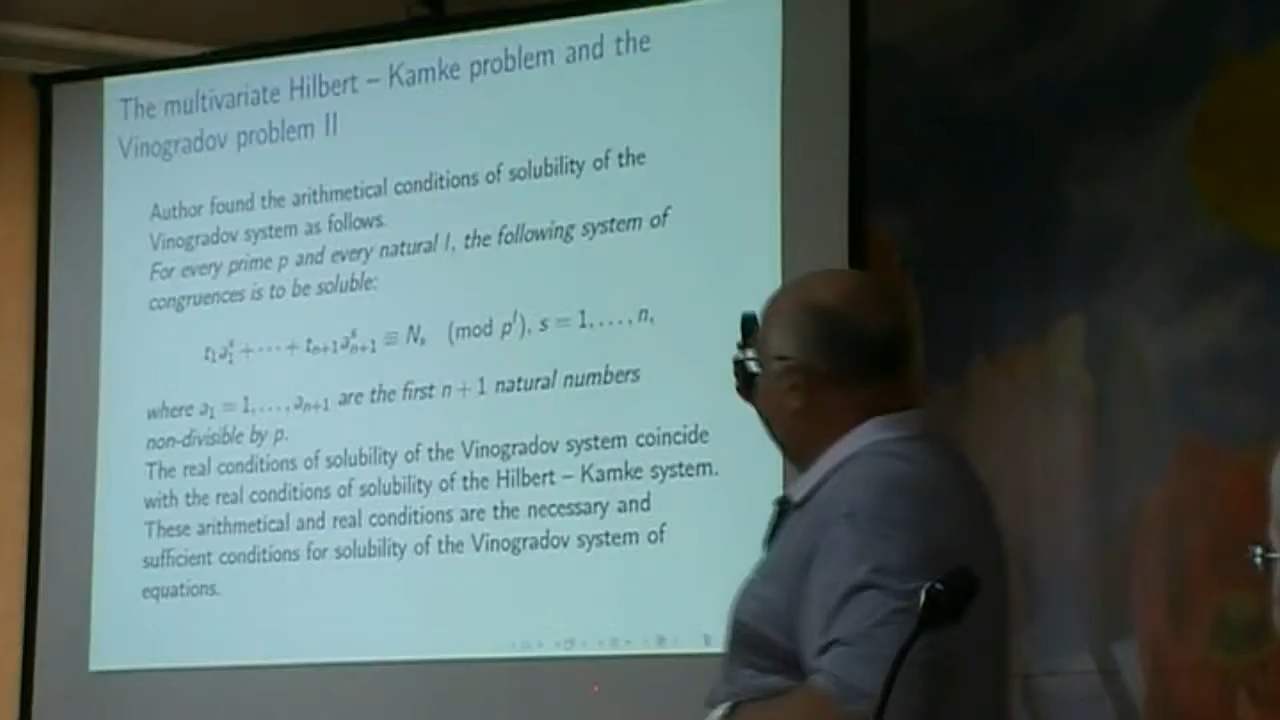 The multivariate Hilbert – Kamke problem and the
Vinogradov problem II
Author found the arithmetical conditions of solubility of the
Vinogradov system as follows.
For every prime p and every natural l, the following system of
congruences is to be soluble:
t₁a₁ˢ + ··· + tₙ₊₁aˢₙ₊₁ ≡ Nₛ (mod pˡ), s = 1, . . . , n,
where a₁ = 1, . . . , aₙ₊₁ are the first n + 1 natural numbers
non-divisible by p.
The real conditions of solubility of the Vinogradov system coincide
with the real conditions of solubility of the Hilbert – Kamke system.
These arithmetical and real conditions are the necessary and
sufficient conditions for solubility of the Vinogradov system of
equations.